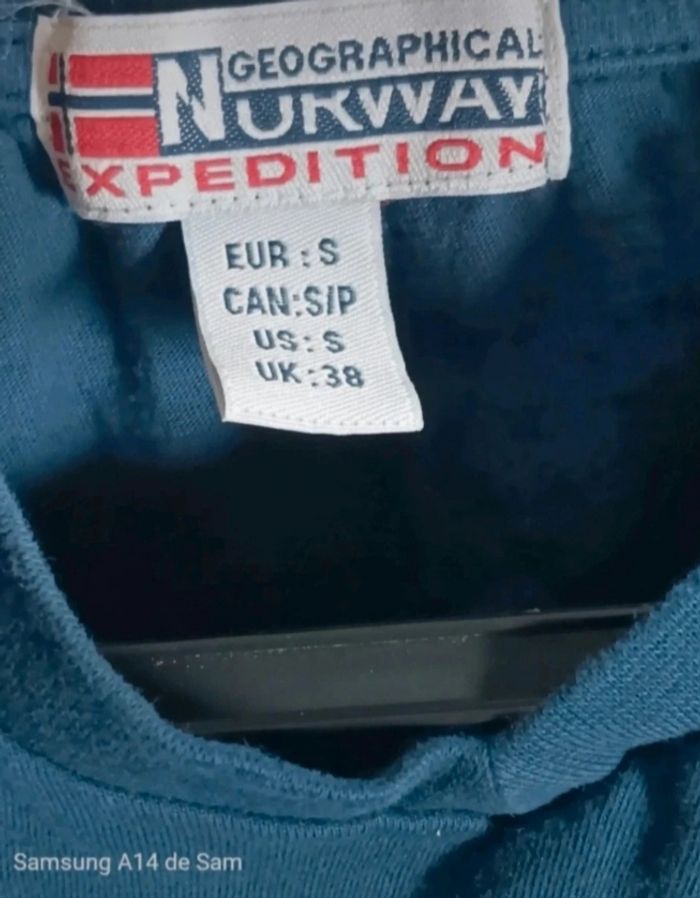 GEOGRAPHICAL
NORWAY
EXPEDITION
EUR : S
CAN:S/P
US: S
UK:38
Samsung A14 de Sam